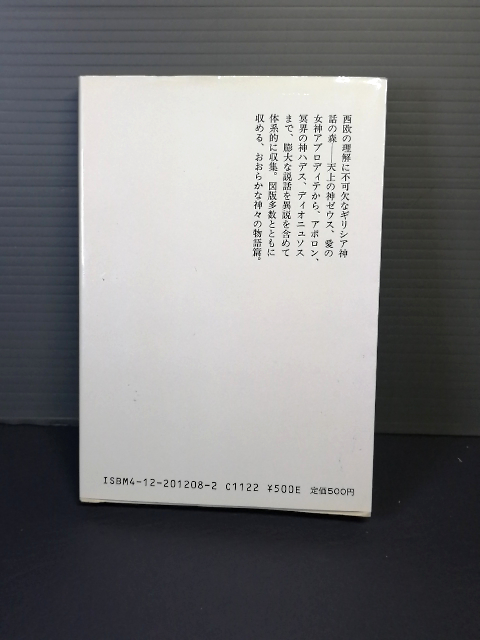 西欧の理解に不可欠なギリシア神
話の森――天上の神ゼウス、愛の
女神アプロディテから、アポロン、
冥界の神ハデス、ディオニュソス
まで、膨大な説話を異説を含めて
体系的に収集。図版多数とともに
収める、おおらかな神々の物語篇。
ISBN4-12-201208-2 C1122 ¥500E 定価500円